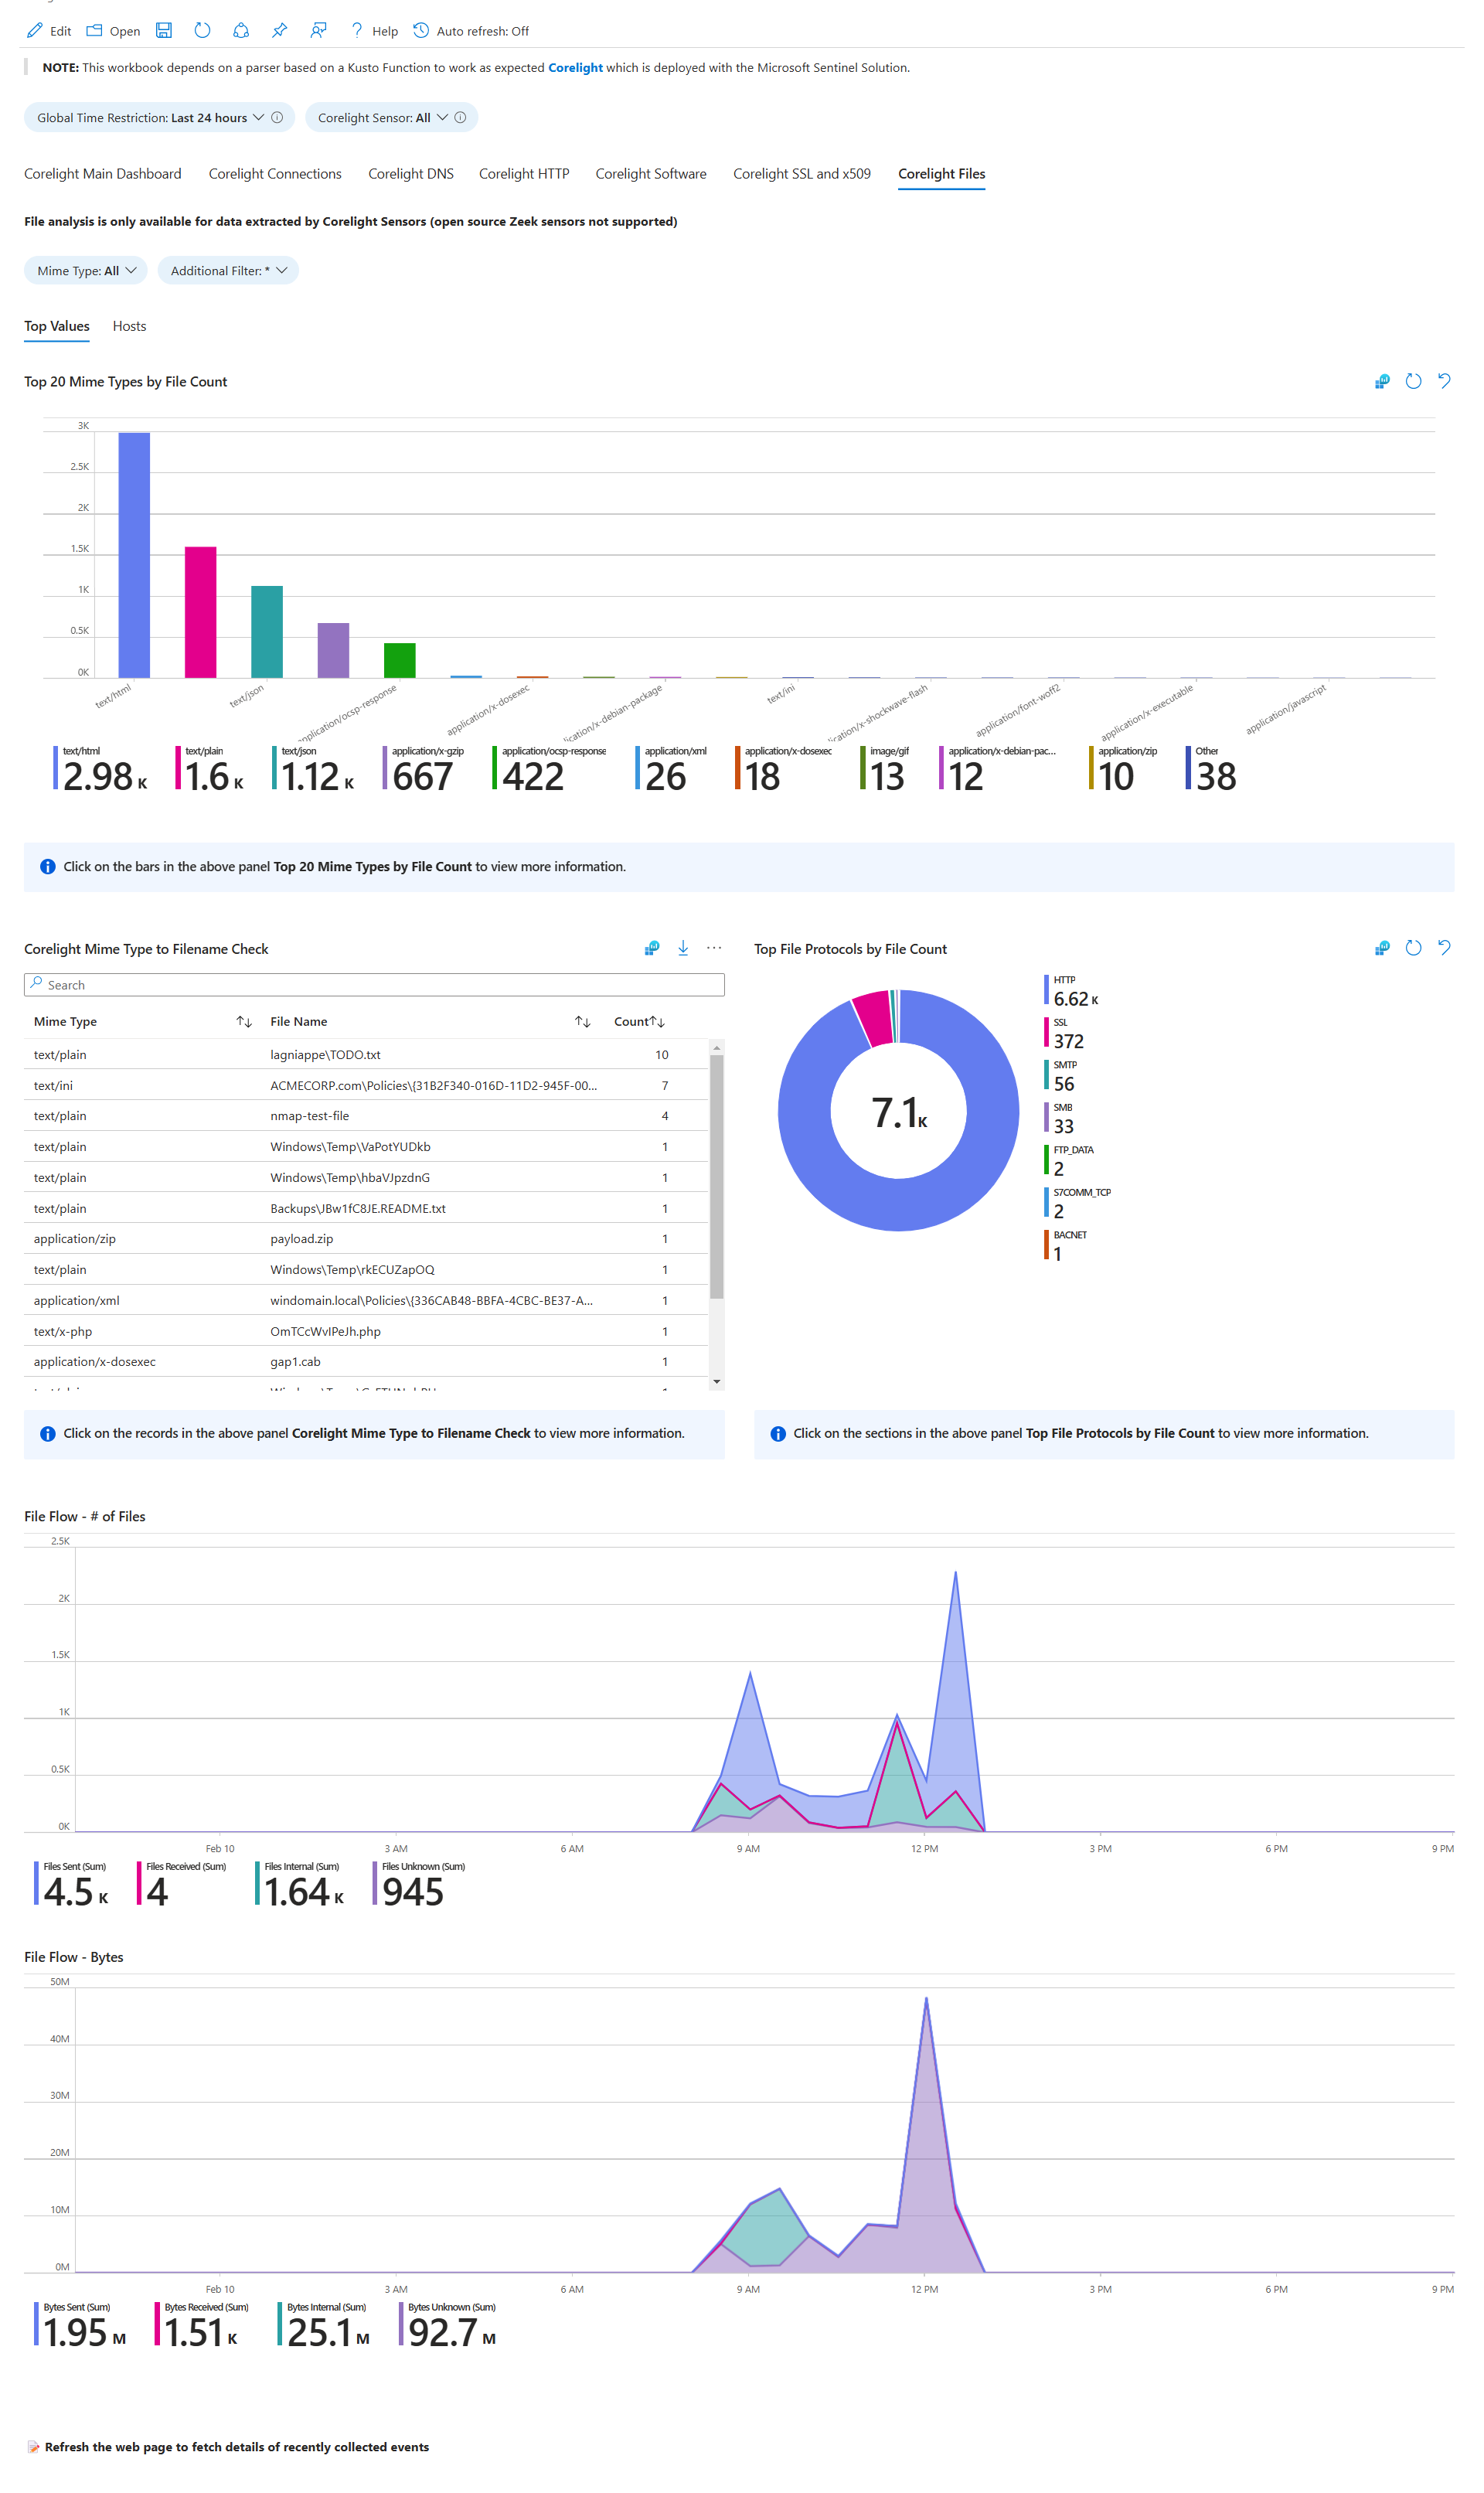 Edit Open Help Auto refresh: Off
NOTE: This workbook depends on a parser based on a Kusto Function to work as expected Corelight which is deployed with the Microsoft Sentinel Solution.
Global Time Restriction: Last 24 hours Corelight Sensor: All
Corelight Main Dashboard Corelight Connections Corelight DNS Corelight HTTP Corelight Software Corelight SSL and x509 Corelight Files
File analysis is only available for data extracted by Corelight Sensors (open source Zeek sensors not supported)
Mime Type: All Additional Filter: *
Top Values Hosts
Top 20 Mime Types by File Count
3K
2.5K
2K
1.5K
1K
0.5K
0K
text/html text/json pplication/ocsp-response application/x-dosexec lication/x-debian-package text/ini lication/x-shockwave-flash application/font-woff2 application/x-executable application/javascript
text/html text/plain text/json application/x-gzip application/ocsp-response application/xml application/x-dosexec image/gif application/x-debian-pac... application/zip Other
2.98 K 1.6 K 1.12 K 667 422 26 18 13 12 10 38
Click on the bars in the above panel Top 20 Mime Types by File Count to view more information.
Corelight Mime Type to Filename Check
Search
Mime Type File Name Count
text/plain lagniappe\TODO.txt 10
text/ini ACMECORP.com\Policies\{31B2F340-016D-11D2-945F-00... 7
text/plain nmap-test-file 4
text/plain Windows\Temp\VaPotYUDkb 1
text/plain Windows\Temp\hbaVJpzdnG 1
text/plain Backups\JBw1fC8JE.README.txt 1
application/zip payload.zip 1
text/plain Windows\Temp\rkECUZapOQ 1
application/xml windomain.local\Policies\{336CAB48-BBFA-4CBC-BE37-A... 1
text/x-php OmTCcWvIPeJh.php 1
application/x-dosexec gap1.cab 1
Click on the records in the above panel Corelight Mime Type to Filename Check to view more information.
Top File Protocols by File Count
7.1K
HTTP
6.62 K
SSL
372
SMTP
56
SMB
33
FTP_DATA
2
S7COMM_TCP
2
BACNET
1
Click on the sections in the above panel Top File Protocols by File Count to view more information.
File Flow - # of Files
2.5K
2K
1.5K
1K
0.5K
0K
Feb 10 3 AM 6 AM 9 AM 12 PM 3 PM 6 PM 9 PM
Files Sent (Sum) Files Received (Sum) Files Internal (Sum) Files Unknown (Sum)
4.5 K 4 1.64 K 945
File Flow - Bytes
50M
40M
30M
20M
10M
0M
Feb 10 3 AM 6 AM 9 AM 12 PM 3 PM 6 PM 9 PM
Bytes Sent (Sum) Bytes Received (Sum) Bytes Internal (Sum) Bytes Unknown (Sum)
1.95 M 1.51 K 25.1 M 92.7 M
Refresh the web page to fetch details of recently collected events